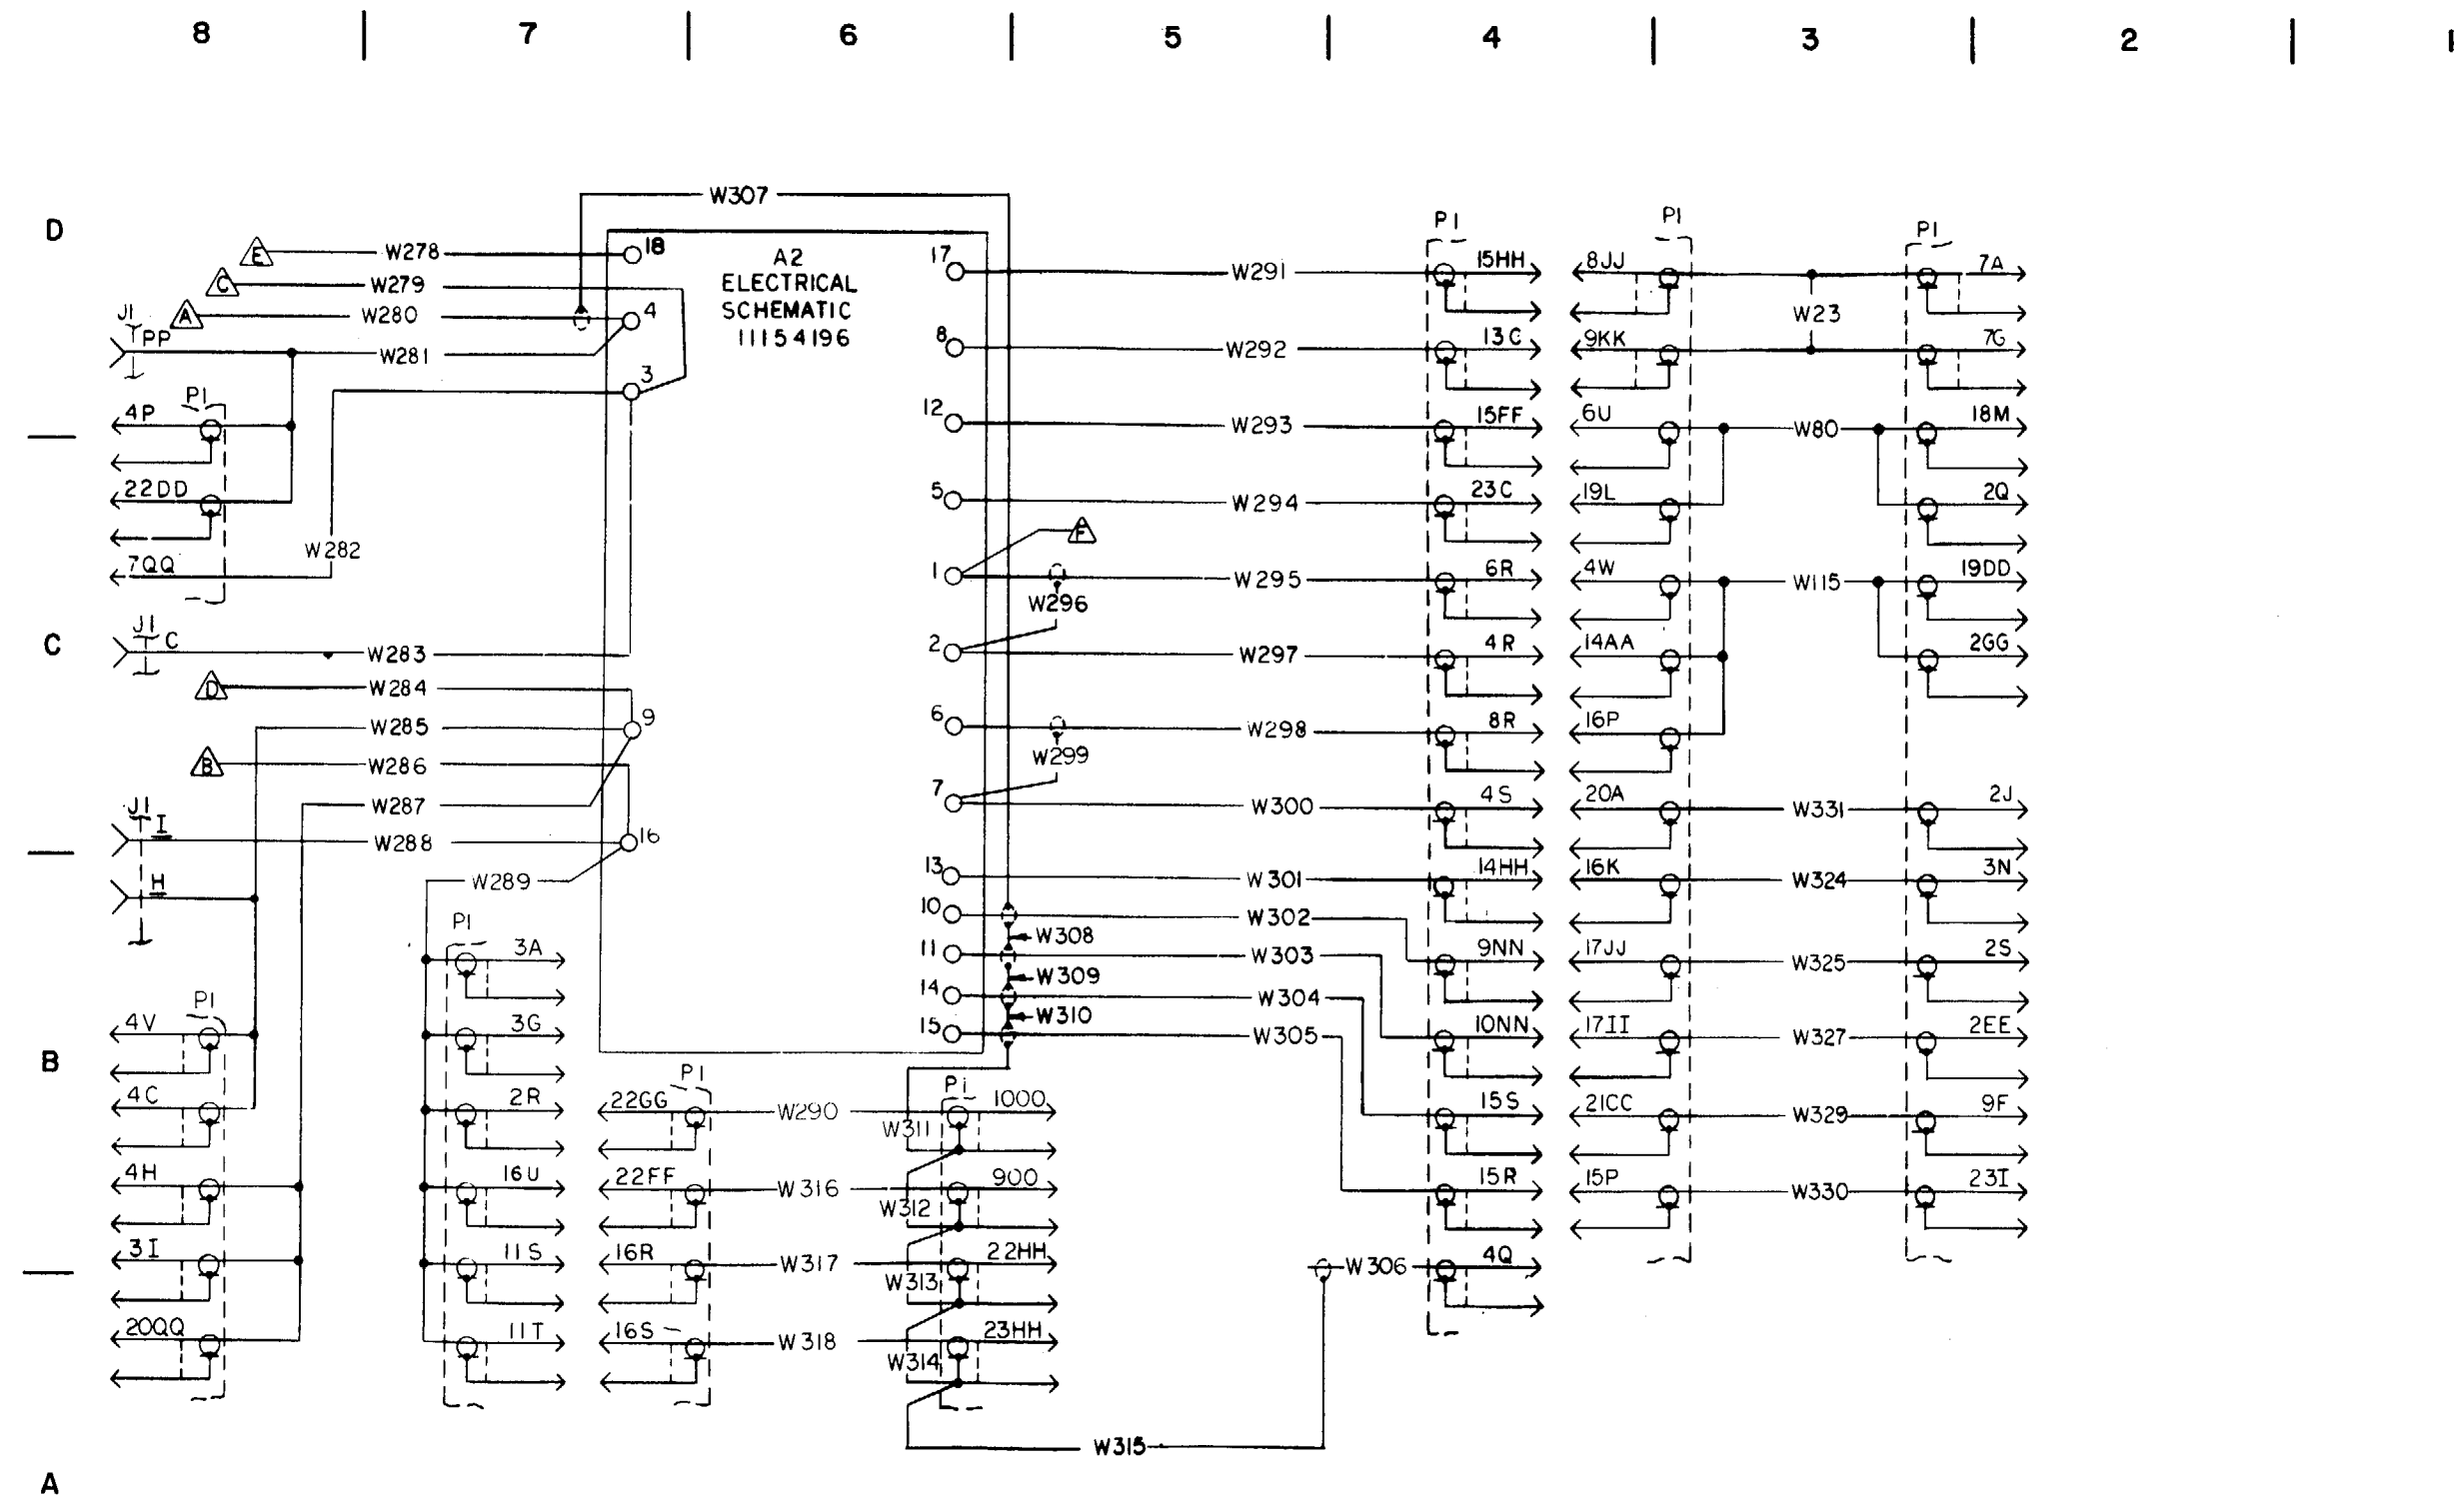 8 7 6 5 4 3 2 1
D
C
B
A
W307
A2
ELECTRICAL
SCHEMATIC
11154196
E W278 18
C W279
A W280 4
J1 PP W281
3
P1
4P
22DD
7QQ
W282
J1 C W283
D W284
W285 9
B W286
W287
J1 I W288 16
H
W289
P1
4V
4C
4H
3I
20QQ
P1
3A
3G
2R
16U
11S
11T
P1 P1
22GG W290 1000
W311
22FF W316 900
W312
16R W317 22HH
W313
16S W318 23HH
W314
W315
P1
17 W291 15HH
8 W292 13C
12 W293 15FF
5 W294 23C
F
1 W295 6R
W296
2 W297 4R
6 W298 8R
W299
7 W300 4S
13 W301 14HH
10 W302 9NN
W308
11 W303 10NN
W309
14 W304 15S
W310
15 W305 15R
W306 4Q
P1 P1
8JJ 7A
W23
9KK 7G
6U W80 18M
19L 2Q
4W W115 19DD
14AA 2GG
16P
20A W331 2J
16K W324 3N
17JJ W325 2S
17II W327 2EE
21CC W329 9F
15P W330 23I